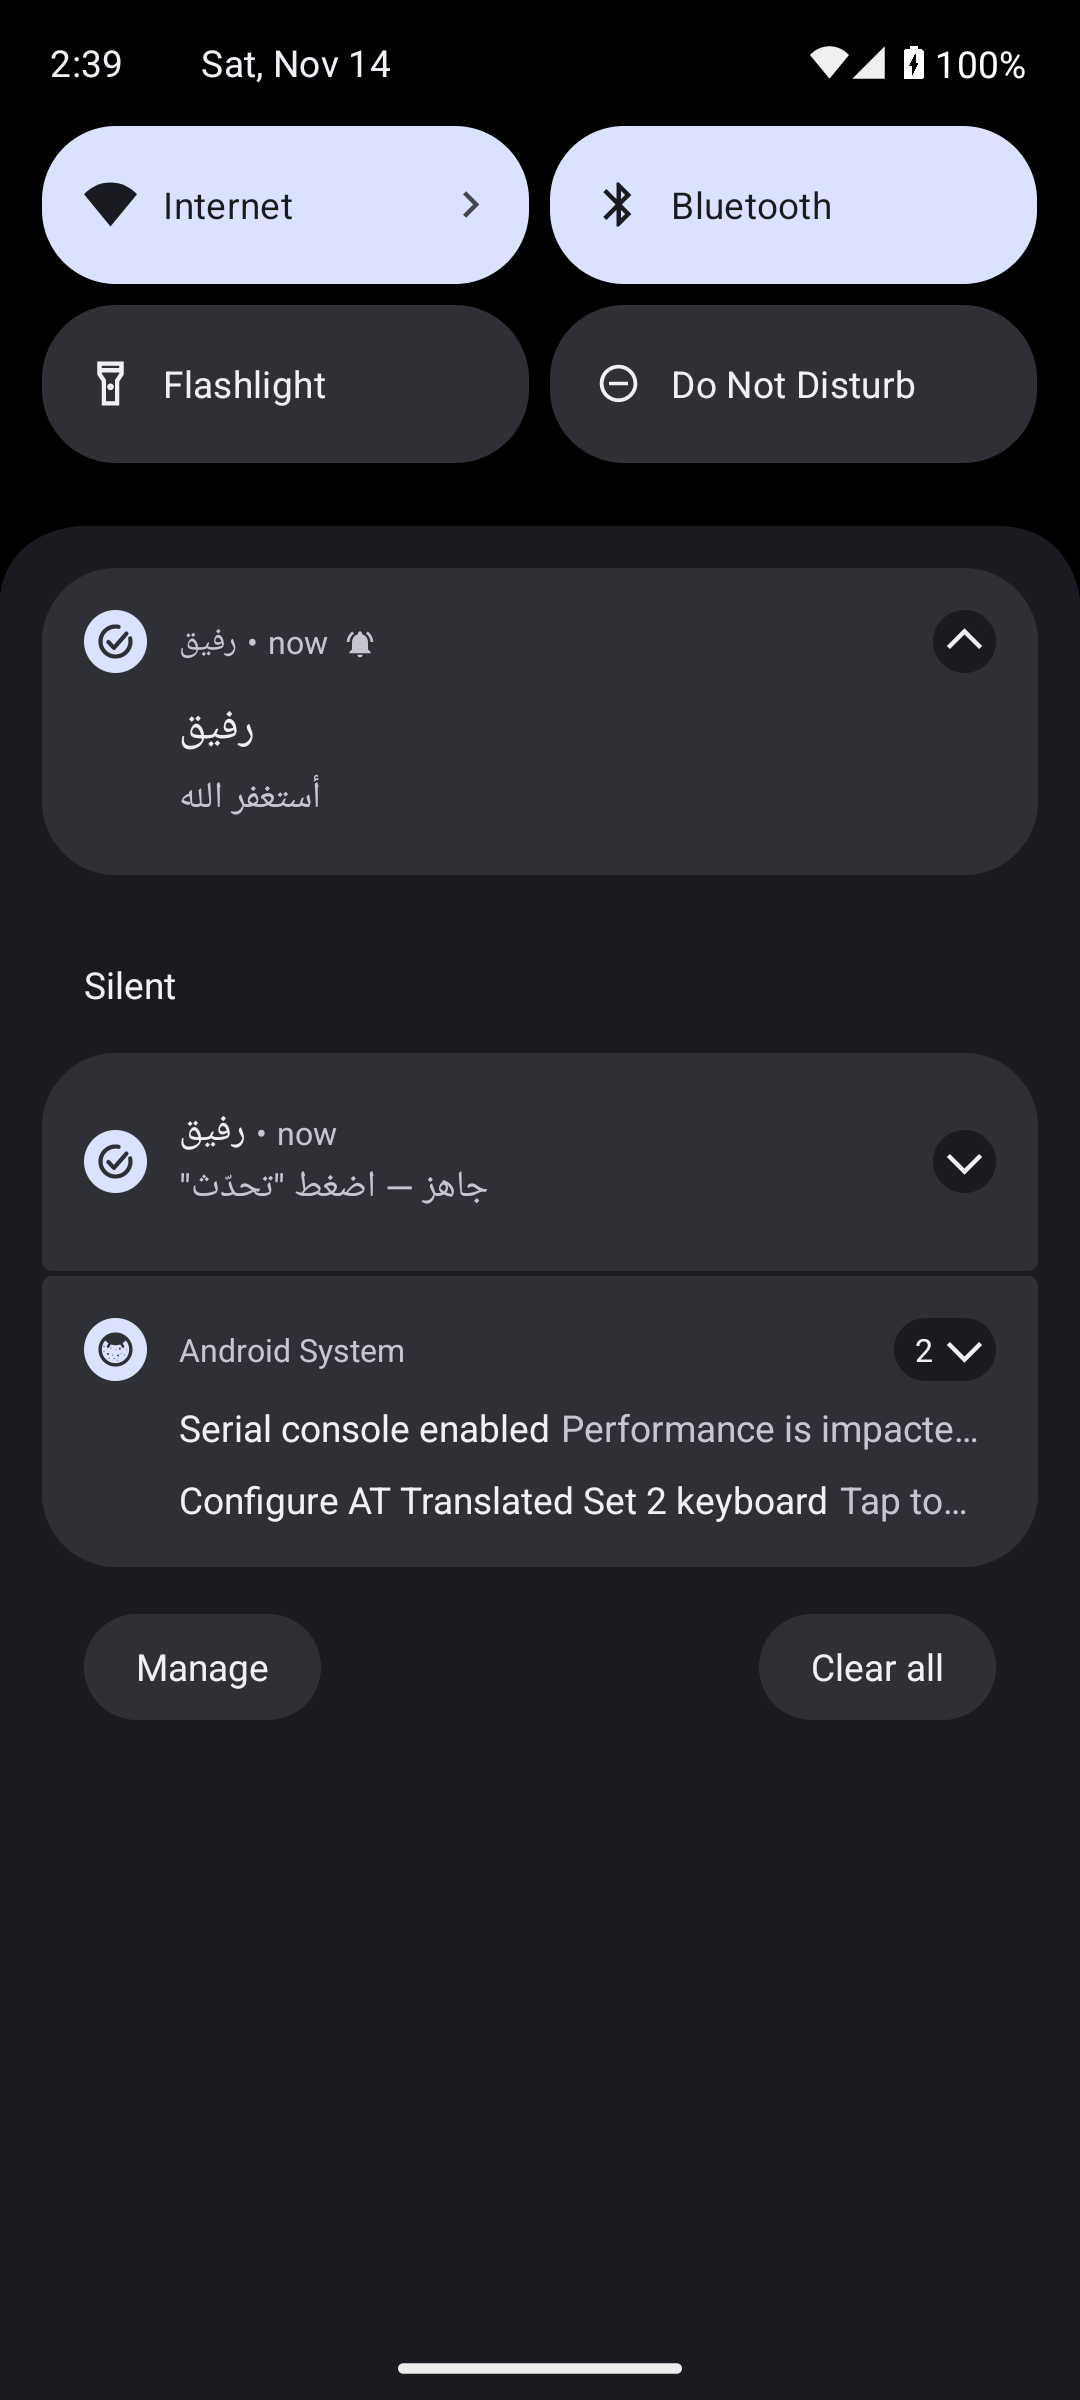 2:39 Sat, Nov 14 100%
Internet Bluetooth
Flashlight Do Not Disturb
رفيق • now
رفيق
أستغفر الله
Silent
رفيق • now
جاهز — اضغط "تحدّث"
Android System 2
Serial console enabled Performance is impacte...
Configure AT Translated Set 2 keyboard Tap to...
Manage Clear all